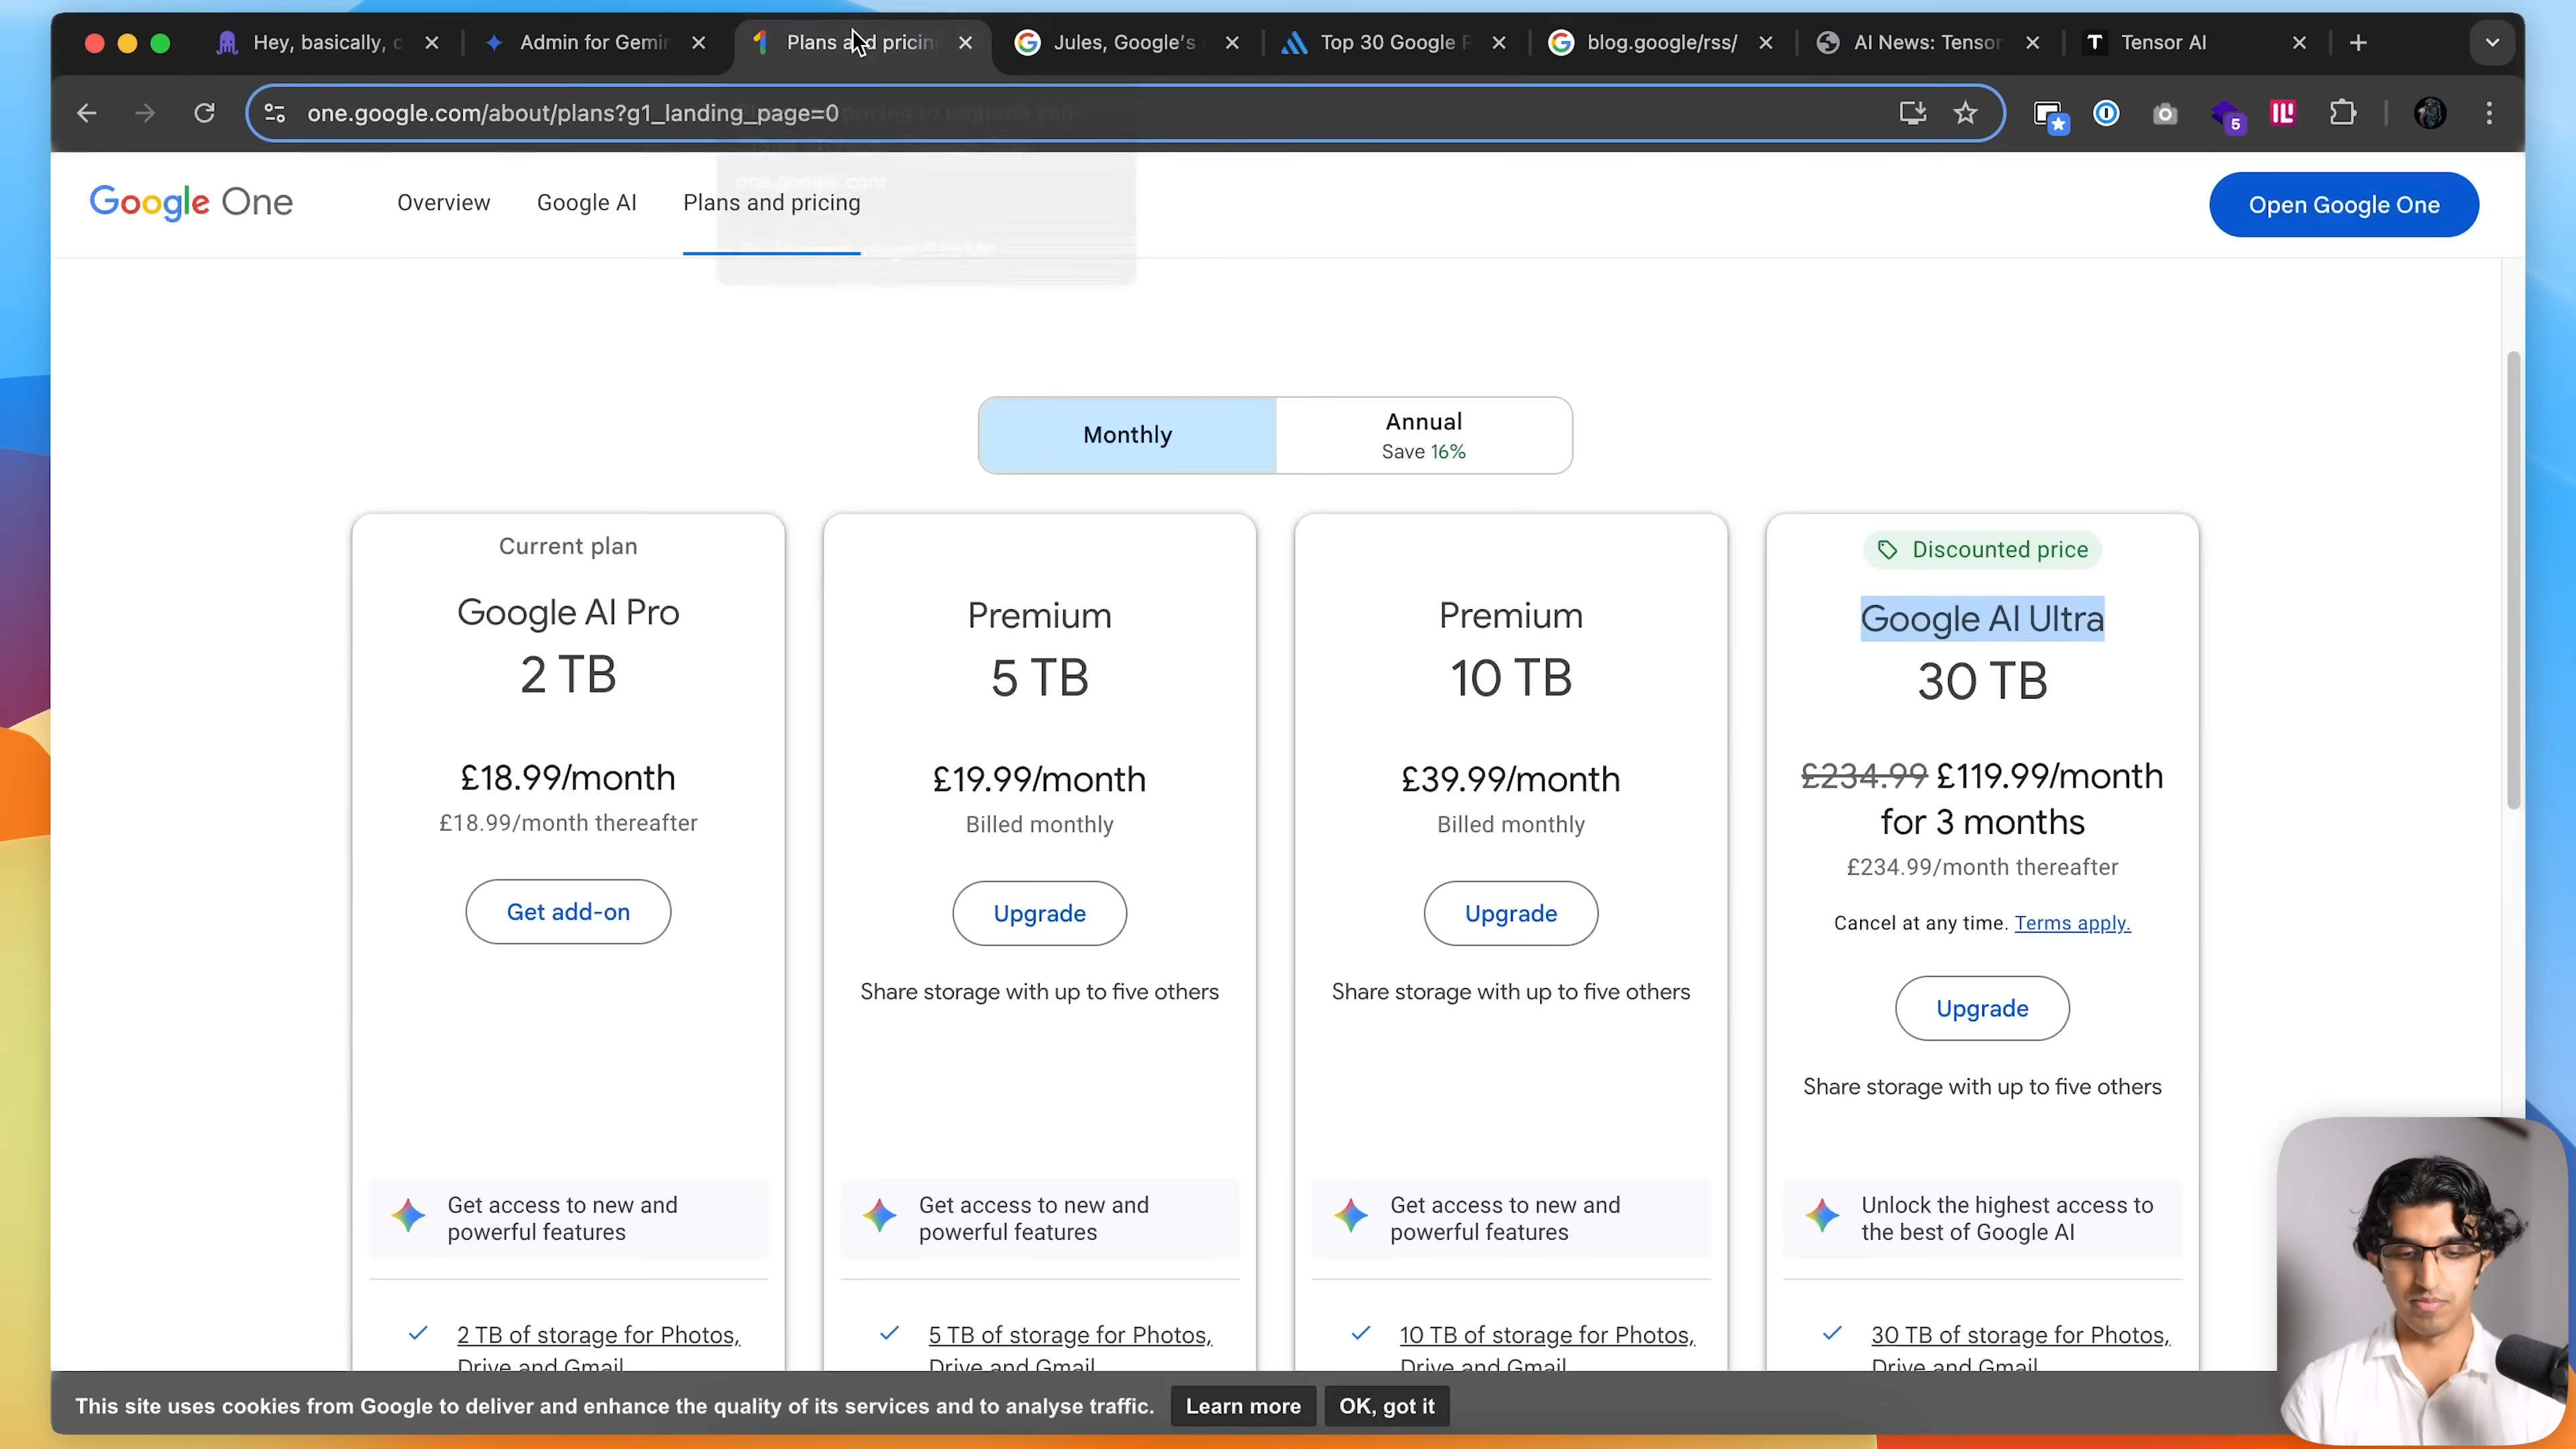 Hey, basically, c
Admin for Gemin
Plans and pricin
Jules, Google's
Top 30 Google R
blog.google/rss/
AI News: Tensor
Tensor AI
one.google.com/about/plans?g1_landing_page=0
5
Google One
Overview
Google AI
Plans and pricing
Open Google One
Monthly
Annual
Save 16%
Current plan
Google AI Pro
2 TB
£18.99/month
£18.99/month thereafter
Get add-on
Get access to new and
powerful features
2 TB of storage for Photos,
Drive and Gmail
Premium
5 TB
£19.99/month
Billed monthly
Upgrade
Share storage with up to five others
Get access to new and
powerful features
5 TB of storage for Photos,
Drive and Gmail
Premium
10 TB
£39.99/month
Billed monthly
Upgrade
Share storage with up to five others
Get access to new and
powerful features
10 TB of storage for Photos,
Drive and Gmail
Discounted price
Google AI Ultra
30 TB
£234.99 £119.99/month
for 3 months
£234.99/month thereafter
Cancel at any time. Terms apply.
Upgrade
Share storage with up to five others
Unlock the highest access to
the best of Google AI
30 TB of storage for Photos,
Drive and Gmail
This site uses cookies from Google to deliver and enhance the quality of its services and to analyse traffic.
Learn more
OK, got it